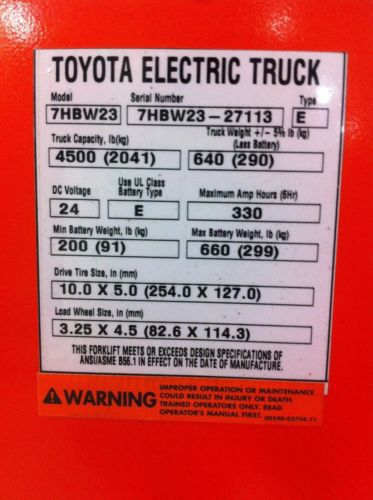 TOYOTA ELECTRIC TRUCK
Model Serial Number Type
7HBW23 7HBW23-27113 E
Truck Capacity, lb(kg) Truck Weight +/- 5% lb (kg)
(Less Battery)
4500 (2041) 640 (290)
DC Voltage Use UL Class Battery Type Maximum Amp Hours (6Hr)
24 E 330
Min Battery Weight, lb (kg) Max Battery Weight, lb (kg)
200 (91) 660 (299)
Drive Tire Size, in (mm)
10.0 X 5.0 (254.0 X 127.0)
Load Wheel Size, in (mm)
3.25 X 4.5 (82.6 X 114.3)
THIS FORKLIFT MEETS OR EXCEEDS DESIGN SPECIFICATIONS OF
ANSI/ASME B56.1 IN EFFECT ON THE DATE OF MANUFACTURE.
WARNING
IMPROPER OPERATION OR MAINTENANCE
COULD RESULT IN INJURY OR DEATH.
TRAINED OPERATORS ONLY. READ
OPERATOR'S MANUAL FIRST. 00590-03704-71